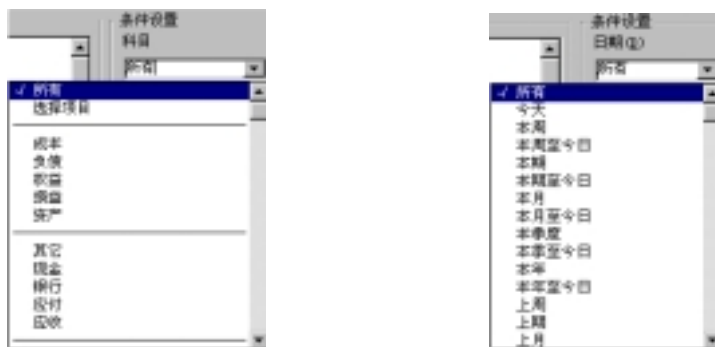 条件设置
科目
所有
✓ 所有
选择项目
成本
负债
权益
损益
资产
其它
现金
银行
应付
应收
条件设置
日期(D)
所有
✓ 所有
今天
本周
本周至今日
本期
本期至今日
本月
本月至今日
本季度
本季至今日
本年
本年至今日
上周
上期
上月